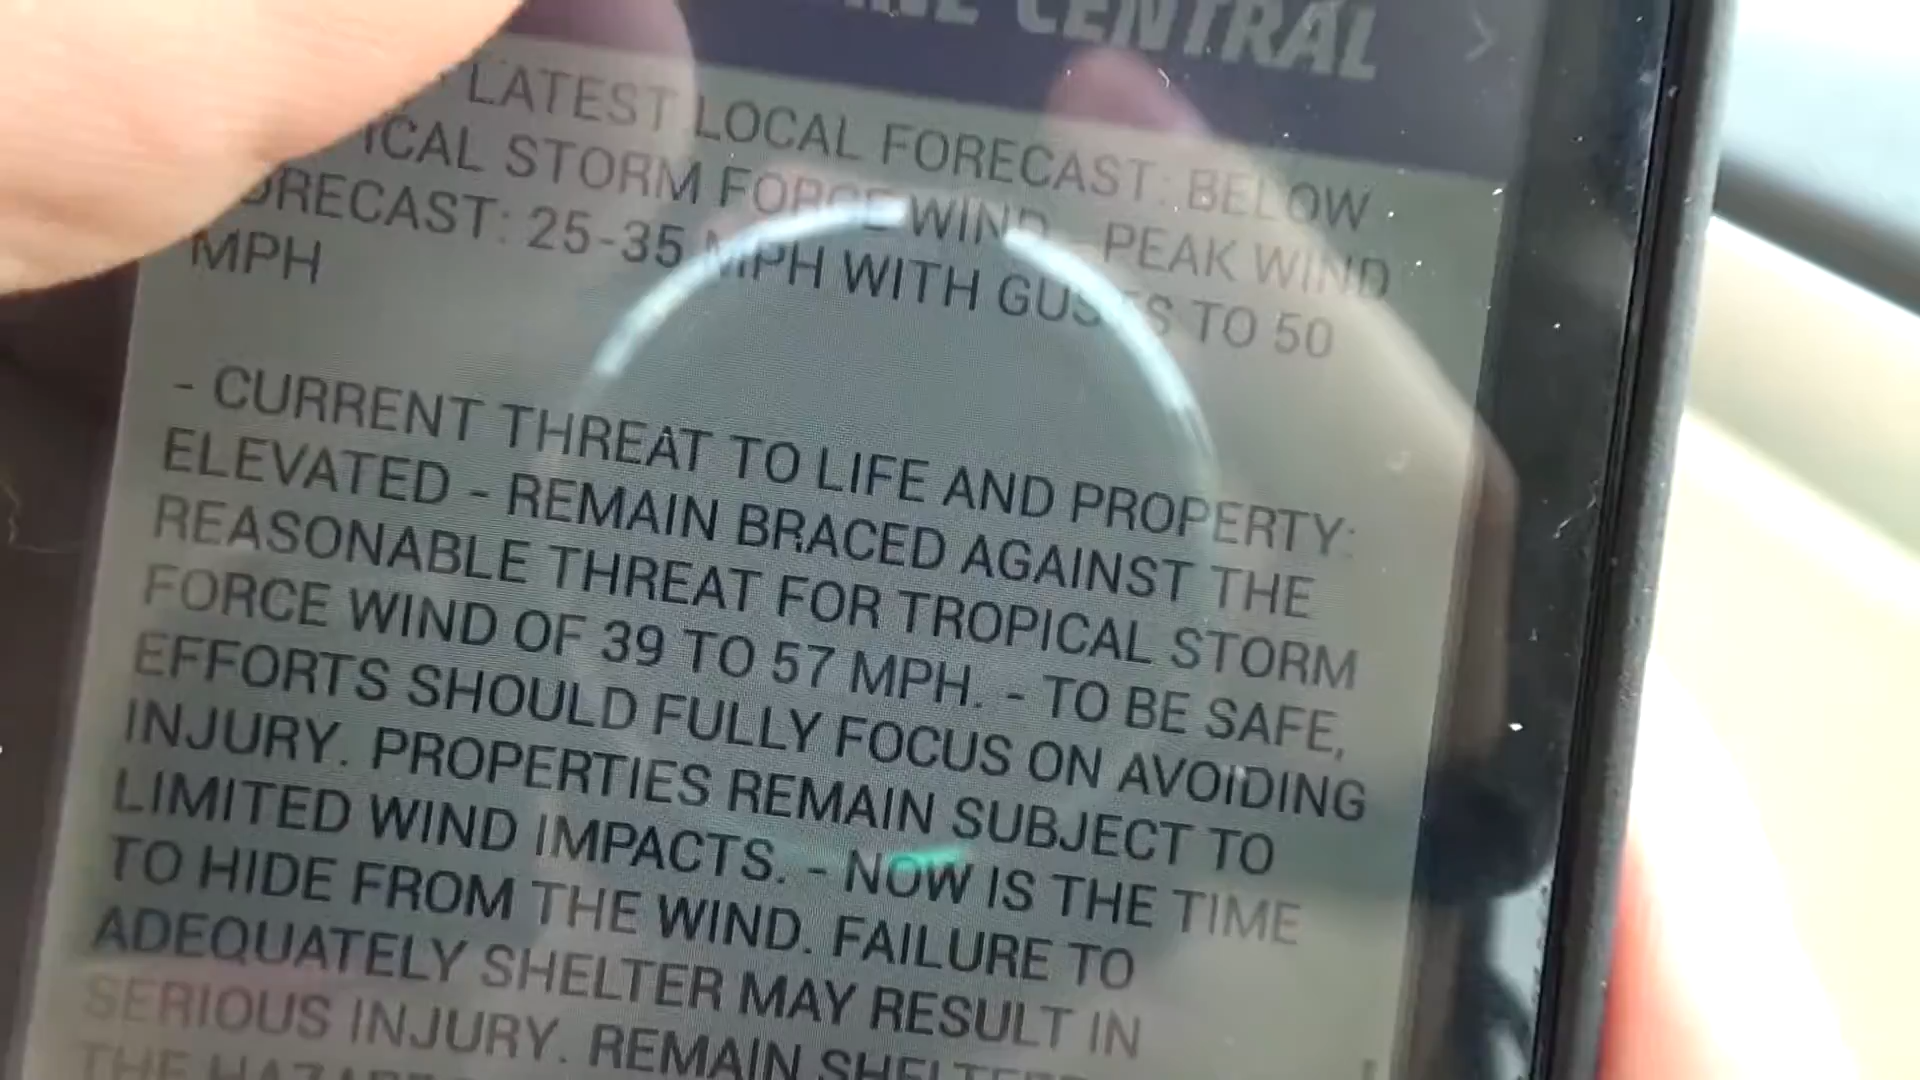 CENTRAL
LATEST LOCAL FORECAST: BELOW
STORM FORCE WIND - PEAK WIND
FORECAST: 25-35 MPH WITH GUSTS TO 50
MPH
- CURRENT THREAT TO LIFE AND PROPERTY:
ELEVATED - REMAIN BRACED AGAINST THE
REASONABLE THREAT FOR TROPICAL STORM
FORCE WIND OF 39 TO 57 MPH. - TO BE SAFE,
EFFORTS SHOULD FULLY FOCUS ON AVOIDING
INJURY. PROPERTIES REMAIN SUBJECT TO
LIMITED WIND IMPACTS. - NOW IS THE TIME
TO HIDE FROM THE WIND. FAILURE TO
ADEQUATELY SHELTER MAY RESULT IN
SERIOUS INJURY. REMAIN
THE